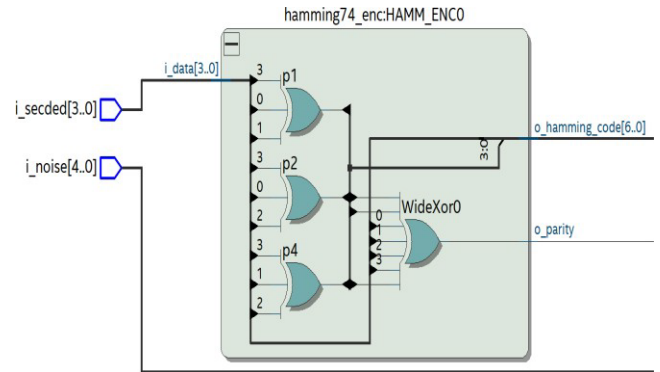 hamming74_enc:HAMM_ENC0
i_data[3..0]
i_secded[3..0]
i_noise[4..0]
3
p1
0
1
3
p2
0
2
3
p4
1
2
WideXor0
0
1
2
3
3:0
o_hamming_code[6..0]
o_parity